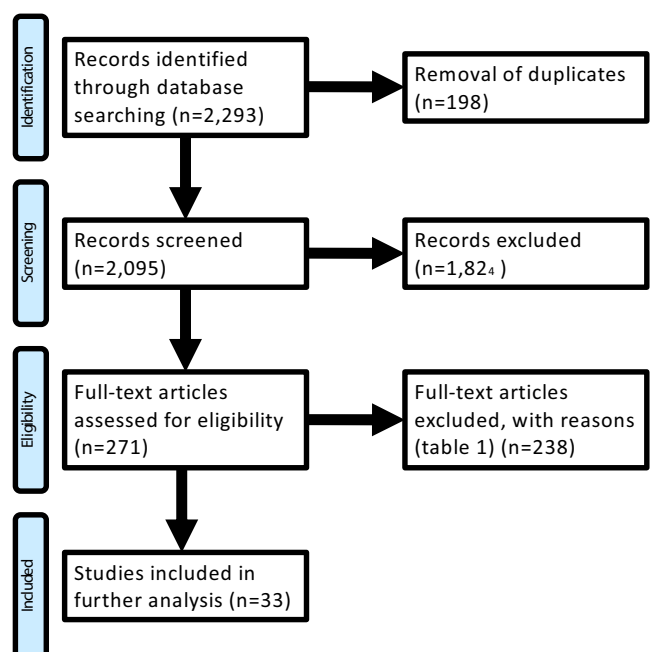 Identification
Records identified
through database
searching (n=2,293)
Removal of duplicates
(n=198)
Screening
Records screened
(n=2,095)
Records excluded
(n=1,824 )
Eligibility
Full-text articles
assessed for eligibility
(n=271)
Full-text articles
excluded, with reasons
(table 1) (n=238)
Included
Studies included in
further analysis (n=33)